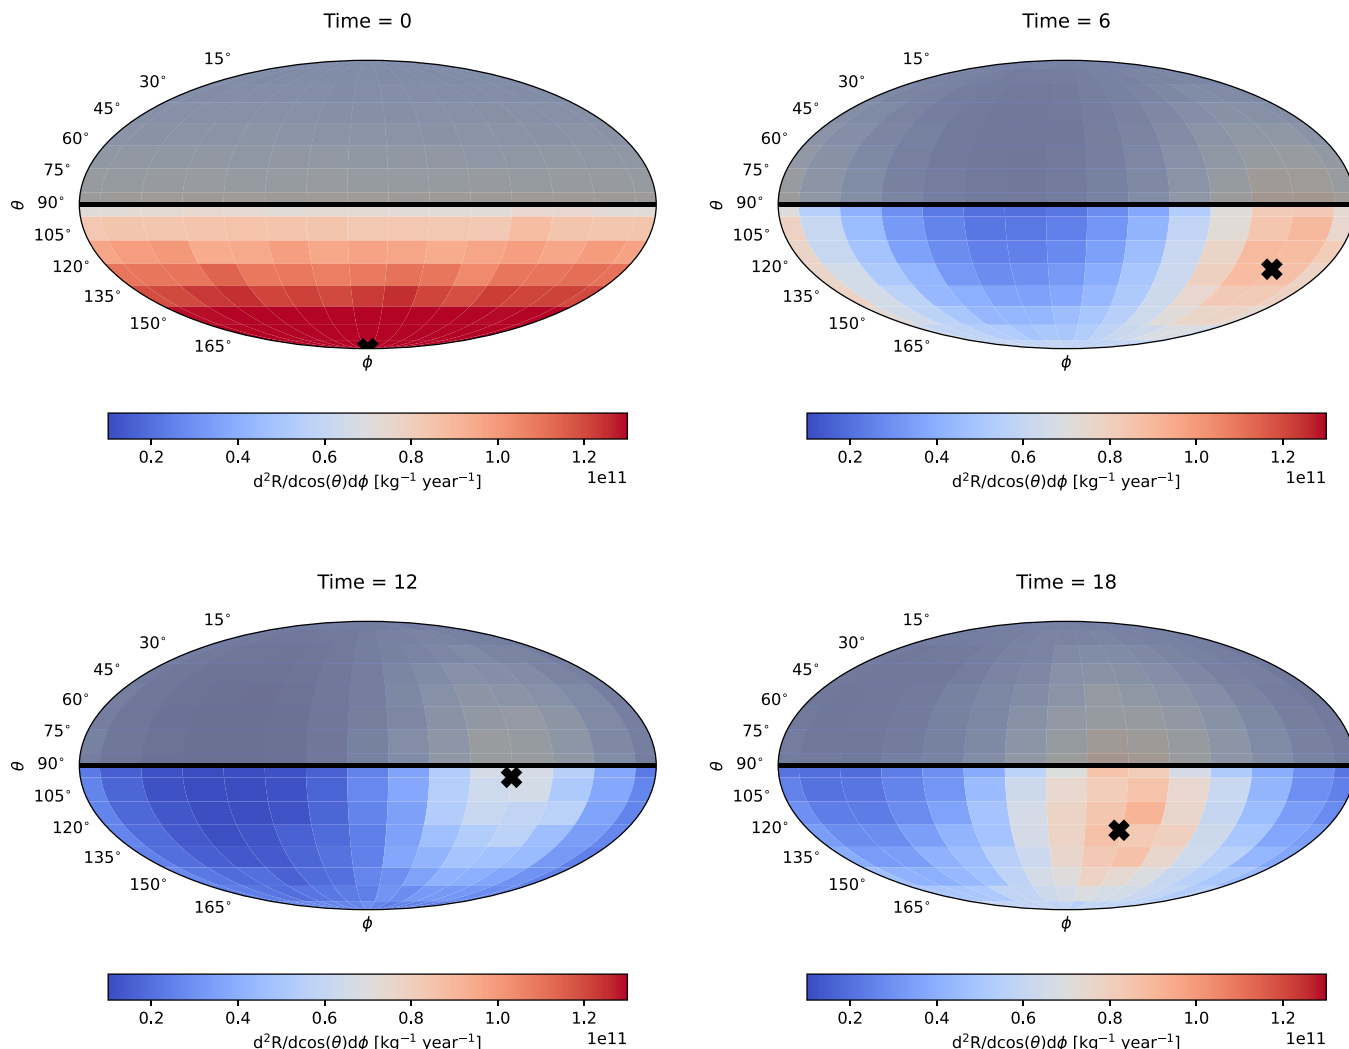 Time = 0
15°
30°
45°
60°
75°
90°
105°
120°
135°
150°
165°
θ
ϕ
0.2 0.4 0.6 0.8 1.0 1.2
1e11
d²R/dcos(θ)dϕ [kg⁻¹ year⁻¹]
Time = 6
15°
30°
45°
60°
75°
90°
105°
120°
135°
150°
165°
θ
ϕ
0.2 0.4 0.6 0.8 1.0 1.2
1e11
d²R/dcos(θ)dϕ [kg⁻¹ year⁻¹]
Time = 12
15°
30°
45°
60°
75°
90°
105°
120°
135°
150°
165°
θ
ϕ
0.2 0.4 0.6 0.8 1.0 1.2
1e11
d²R/dcos(θ)dϕ [kg⁻¹ year⁻¹]
Time = 18
15°
30°
45°
60°
75°
90°
105°
120°
135°
150°
165°
θ
ϕ
0.2 0.4 0.6 0.8 1.0 1.2
1e11
d²R/dcos(θ)dϕ [kg⁻¹ year⁻¹]